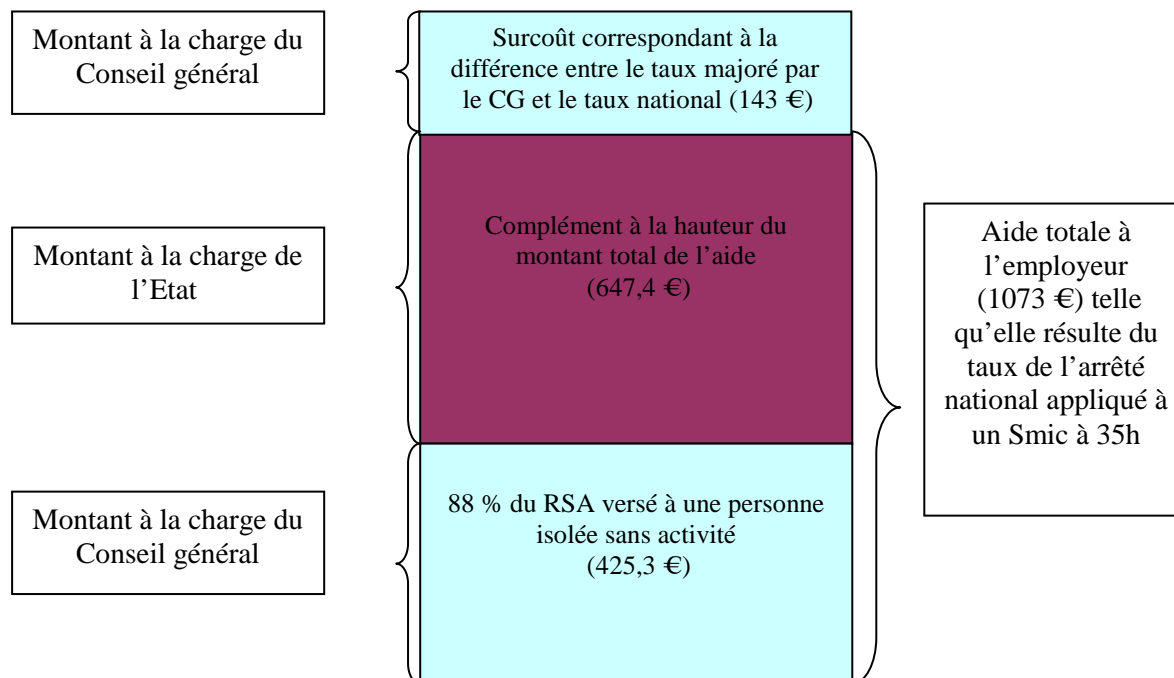 Montant à la charge du
Conseil général
Surcoût correspondant à la
différence entre le taux majoré par
le CG et le taux national (143 €)
Montant à la charge de
l’Etat
Complément à la hauteur du
montant total de l’aide
(647,4 €)
Aide totale à
l’employeur
(1073 €) telle
qu’elle résulte du
taux de l’arrêté
national appliqué à
un Smic à 35h
Montant à la charge du
Conseil général
88 % du RSA versé à une personne
isolée sans activité
(425,3 €)